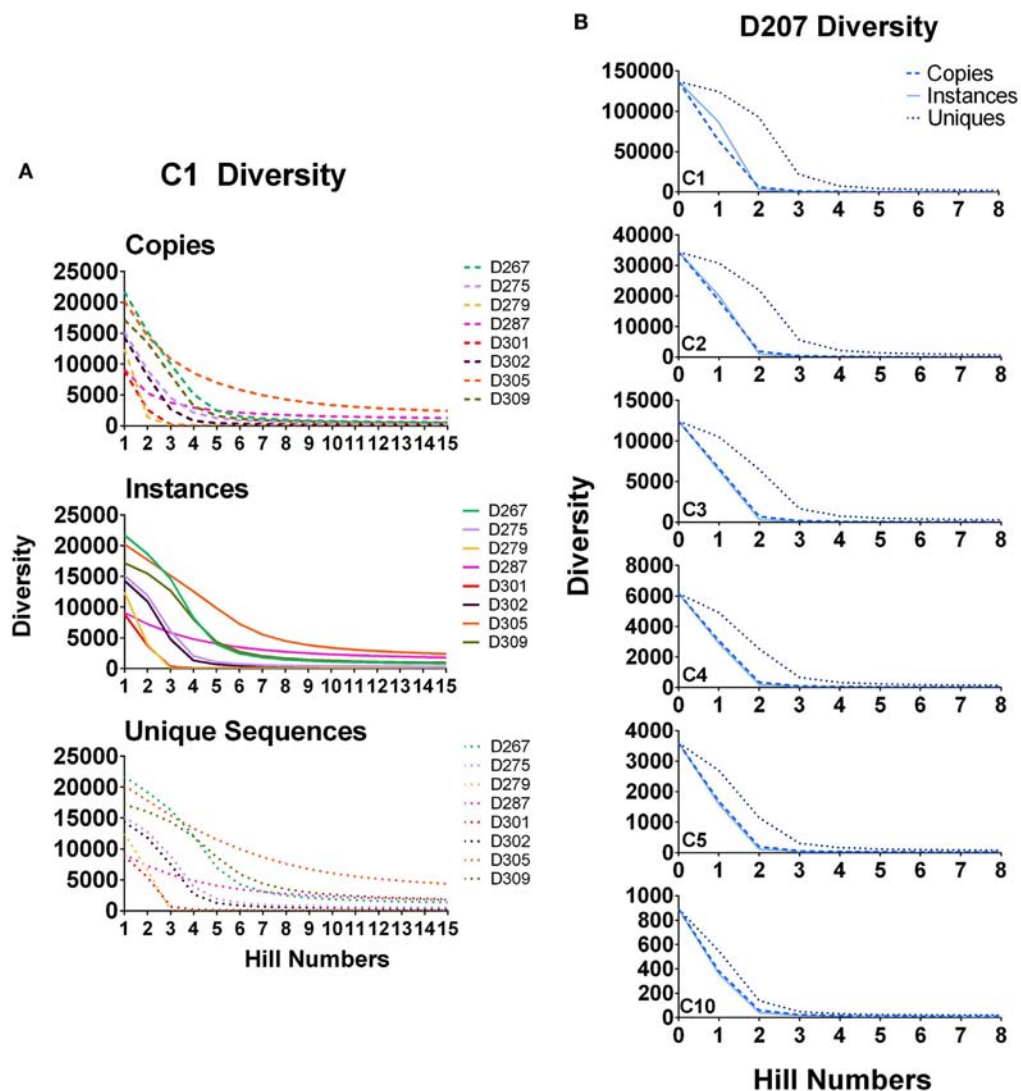 A
C1 Diversity
Copies
25000
20000
15000
10000
5000
0
1 2 3 4 5 6 7 8 9 10 11 12 13 14 15
D267
D275
D279
D287
D301
D302
D305
D309
Instances
25000
20000
15000
10000
5000
0
1 2 3 4 5 6 7 8 9 10 11 12 13 14 15
D267
D275
D279
D287
D301
D302
D305
D309
Diversity
Unique Sequences
25000
20000
15000
10000
5000
0
1 2 3 4 5 6 7 8 9 10 11 12 13 14 15
D267
D275
D279
D287
D301
D302
D305
D309
Hill Numbers
B
D207 Diversity
Copies
Instances
Uniques
150000
100000
50000
0
C1
0 1 2 3 4 5 6 7 8
40000
30000
20000
10000
0
C2
0 1 2 3 4 5 6 7 8
15000
10000
5000
0
C3
0 1 2 3 4 5 6 7 8
Diversity
8000
6000
4000
2000
0
C4
0 1 2 3 4 5 6 7 8
4000
3000
2000
1000
0
C5
0 1 2 3 4 5 6 7 8
1000
800
600
400
200
0
C10
0 1 2 3 4 5 6 7 8
Hill Numbers